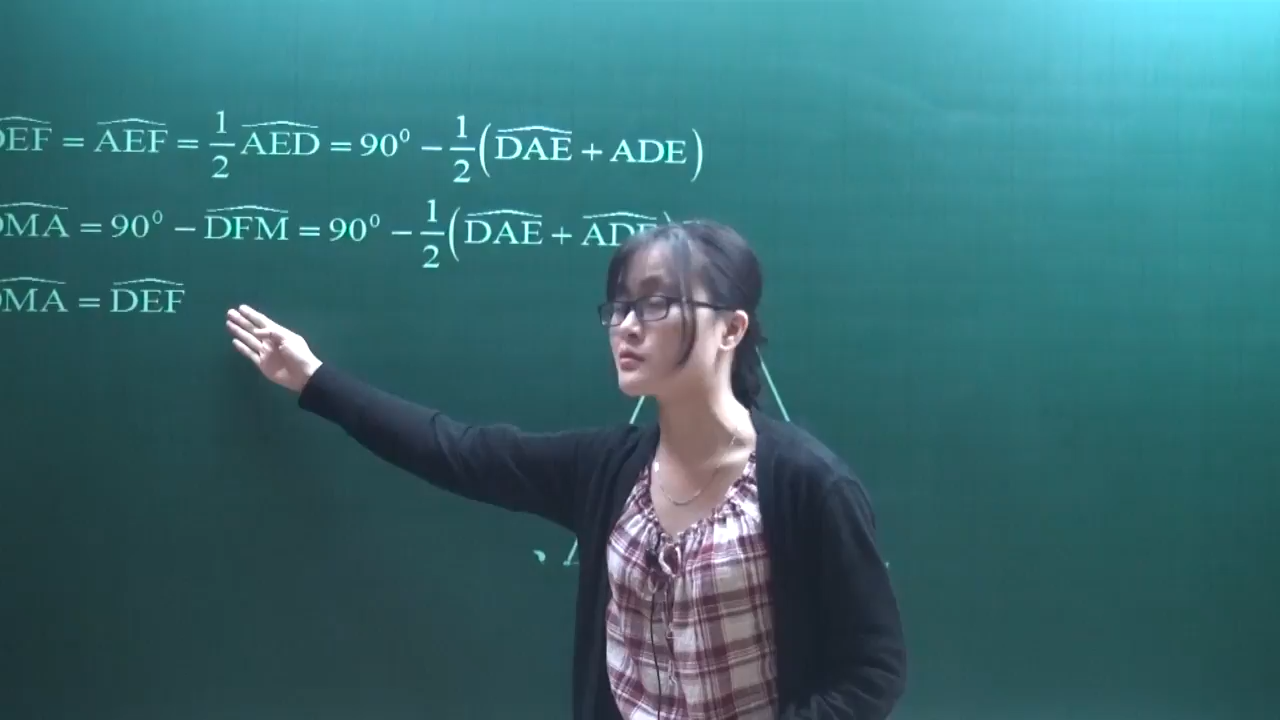 DEF = AEF = 1/2 AED = 90⁰ − 1/2 (DAE + ADE)
DMA = 90⁰ − DFM = 90⁰ − 1/2 (DAE + ADE)
DMA = DEF